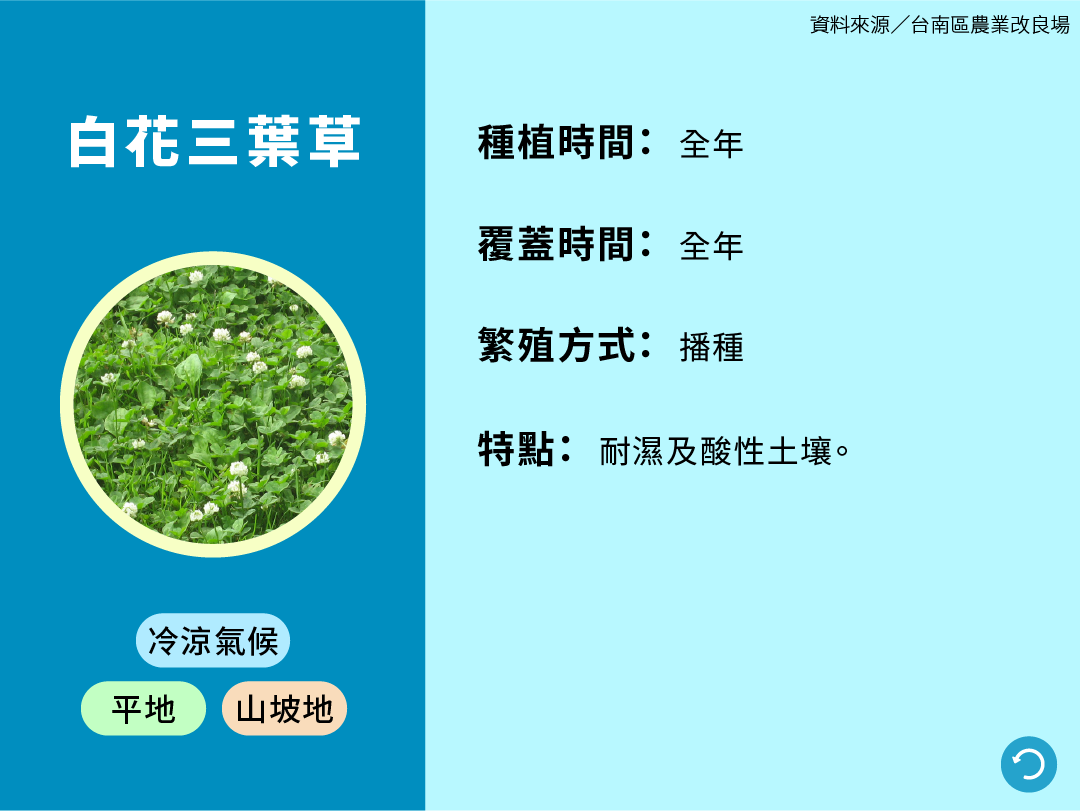 資料來源／台南區農業改良場
白花三葉草
冷涼氣候
平地
山坡地
種植時間：全年
覆蓋時間：全年
繁殖方式：播種
特點：耐濕及酸性土壤。